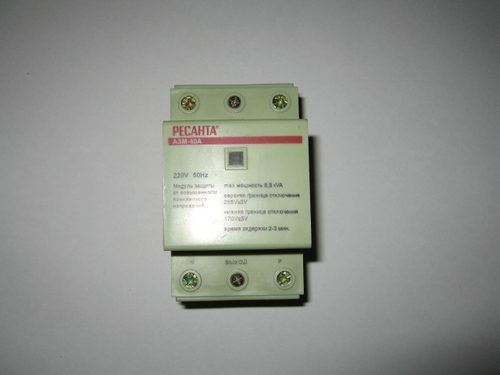 РЕСАНТА®
АЗМ-40А
220V 50Hz
Модуль защиты
от повышенного/
пониженного
напряжения
max мощность 8,8 kVA
верхняя граница отключения
265V±5V
нижняя граница отключения
170V±5V
время задержки 2-3 мин.
N
P